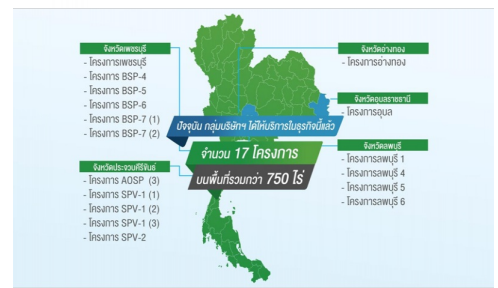 จังหวัดเพชรบุรี
- โครงการเพชรบุรี
- โครงการ BSP-4
- โครงการ BSP-5
- โครงการ BSP-6
- โครงการ BSP-7 (1)
- โครงการ BSP-7 (2)
จังหวัดประจวบคีรีขันธ์
- โครงการ AOSP (3)
- โครงการ SPV-1 (1)
- โครงการ SPV-1 (2)
- โครงการ SPV-1 (3)
- โครงการ SPV-2
ปัจจุบัน กลุ่มบริษัทฯ ได้ให้บริการในธุรกิจนี้แล้ว
จำนวน 17 โครงการ
บนพื้นที่รวมกว่า 750 ไร่
จังหวัดอ่างทอง
- โครงการอ่างทอง
จังหวัดอุบลราชธานี
- โครงการอุบล
จังหวัดลพบุรี
- โครงการลพบุรี 1
- โครงการลพบุรี 4
- โครงการลพบุรี 5
- โครงการลพบุรี 6